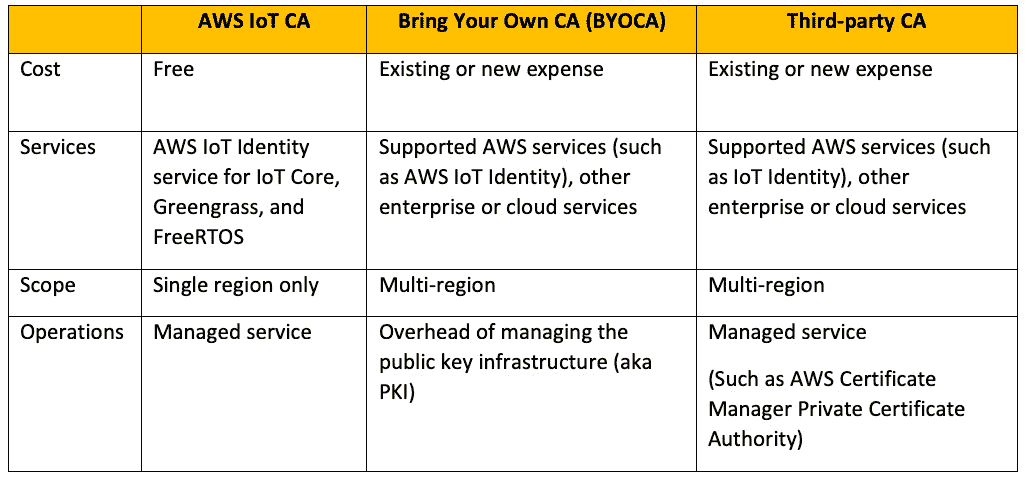 AWS IoT CA
Bring Your Own CA (BYOCA)
Third-party CA
Cost
Free
Existing or new expense
Existing or new expense
Services
AWS IoT Identity
service for IoT Core,
Greengrass, and
FreeRTOS
Supported AWS services (such
as AWS IoT Identity), other
enterprise or cloud services
Supported AWS services (such
as IoT Identity), other
enterprise or cloud services
Scope
Single region only
Multi-region
Multi-region
Operations
Managed service
Overhead of managing the
public key infrastructure (aka
PKI)
Managed service
(Such as AWS Certificate
Manager Private Certificate
Authority)